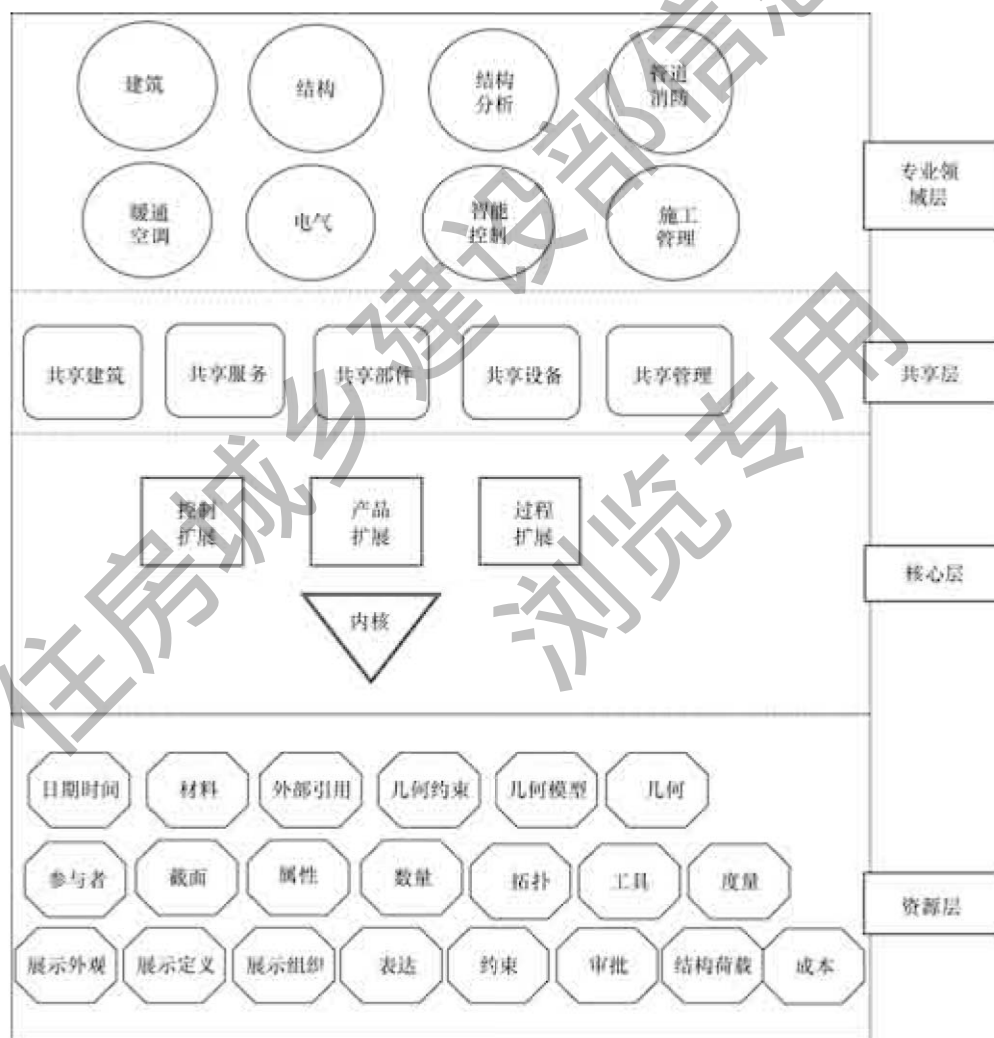 建筑
结构
结构
分析
管道
消防
专业领
域层
暖通
空调
电气
智能
控制
施工
管理
共享建筑
共享服务
共享部件
共享设备
共享管理
共享层
控制
扩展
产品
扩展
过程
扩展
核心层
内核
日期时间
材料
外部引用
几何约束
几何模型
几何
参与者
截面
属性
数量
拓扑
工具
度量
资源层
展示外观
展示定义
展示组织
表达
约束
审批
结构荷载
成本
住房城乡建设部信息
浏览专用